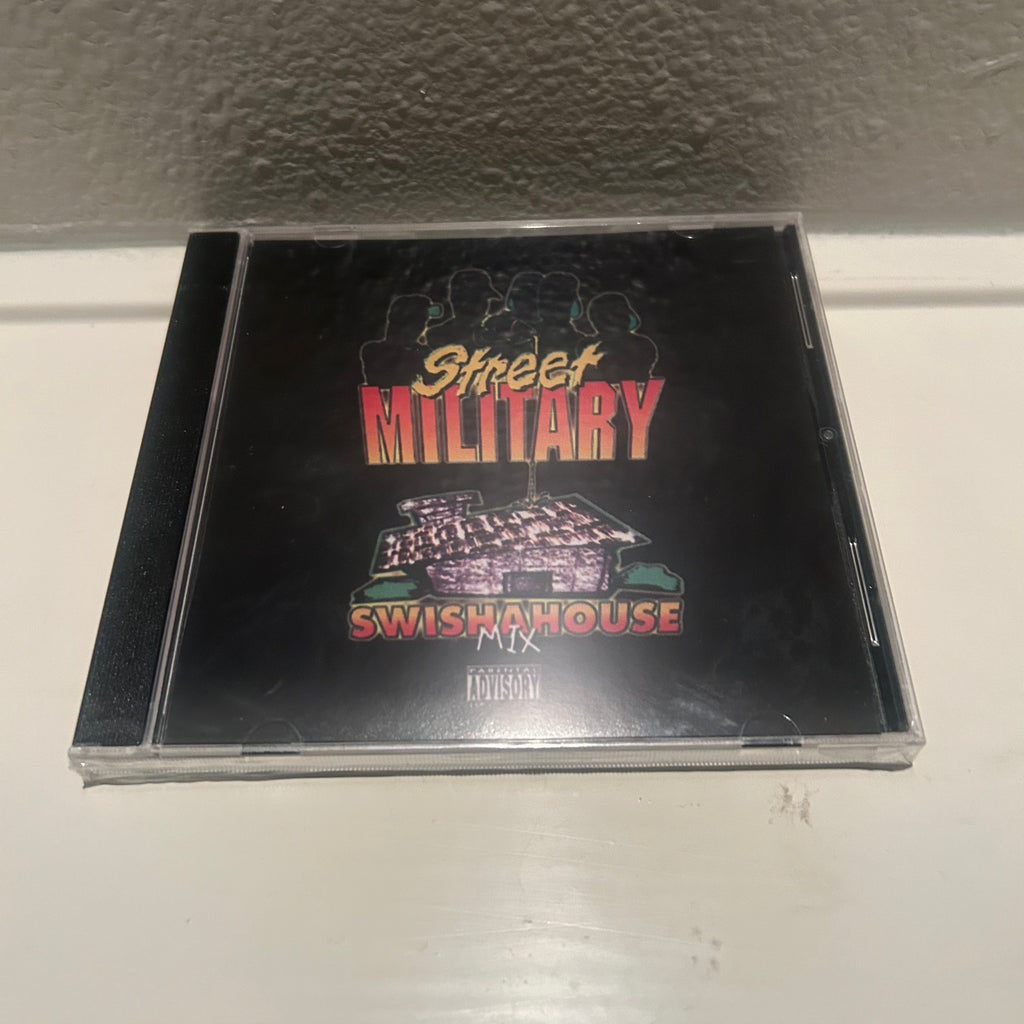 Street
MILITARY
SWISHAHOUSE
MIX
PARENTAL
ADVISORY